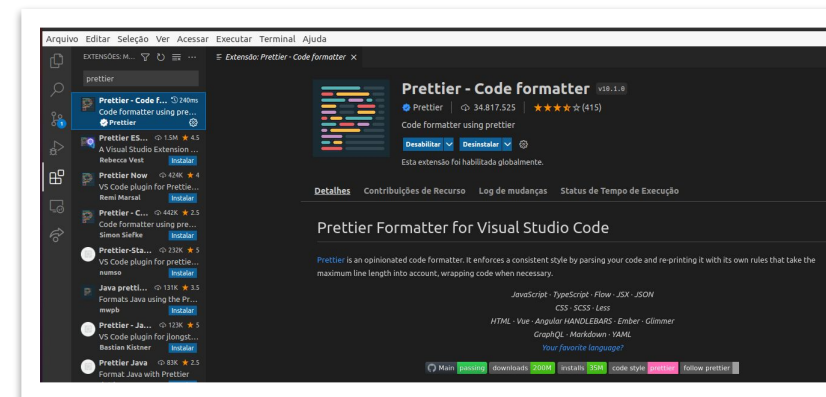 Arquivo Editar Seleção Ver Acessar Executar Terminal Ajuda
EXTENSÕES: M...
Extensão: Prettier - Code formatter
prettier
Prettier - Code f... 240ms
Code formatter using pre...
Prettier
Prettier ES... 1.5M ★ 4.5
A Visual Studio Extension ...
Rebecca Vest Instalar
Prettier Now 424K ★ 4
VS Code plugin for Prettie...
Remi Marsal Instalar
Prettier - C... 442K ★ 2.5
Code formatter using pre...
Simon Siefke Instalar
Prettier-Sta... 232K ★ 5
VS Code plugin for prettie...
numso Instalar
Java pretti... 131K ★ 3.5
Formats Java using the Pr...
mwpb Instalar
Prettier - Ja... 123K ★ 5
VS Code plugin for jlongst...
Bastian Kistner Instalar
Prettier Java 83K ★ 2.5
Format Java with Prettier
Prettier - Code formatter v10.1.0
Prettier 34.817.525 (415)
Code formatter using prettier
Desabilitar Desinstalar
Esta extensão foi habilitada globalmente.
Detalhes Contribuições de Recurso Log de mudanças Status de Tempo de Execução
Prettier Formatter for Visual Studio Code
Prettier is an opinionated code formatter. It enforces a consistent style by parsing your code and re-printing it with its own rules that take the
maximum line length into account, wrapping code when necessary.
JavaScript · TypeScript · Flow · JSX · JSON
CSS · SCSS · Less
HTML · Vue · Angular HANDLEBARS · Ember · Glimmer
GraphQL · Markdown · YAML
Your favorite language?
Main passing downloads 200M installs 35M code style prettier follow prettier